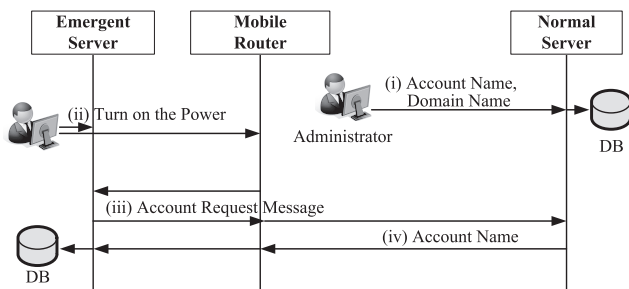 Emergent
Server
Mobile
Router
Normal
Server
(i) Account Name,
Domain Name
(ii) Turn on the Power
Administrator
DB
(iii) Account Request Message
(iv) Account Name
DB